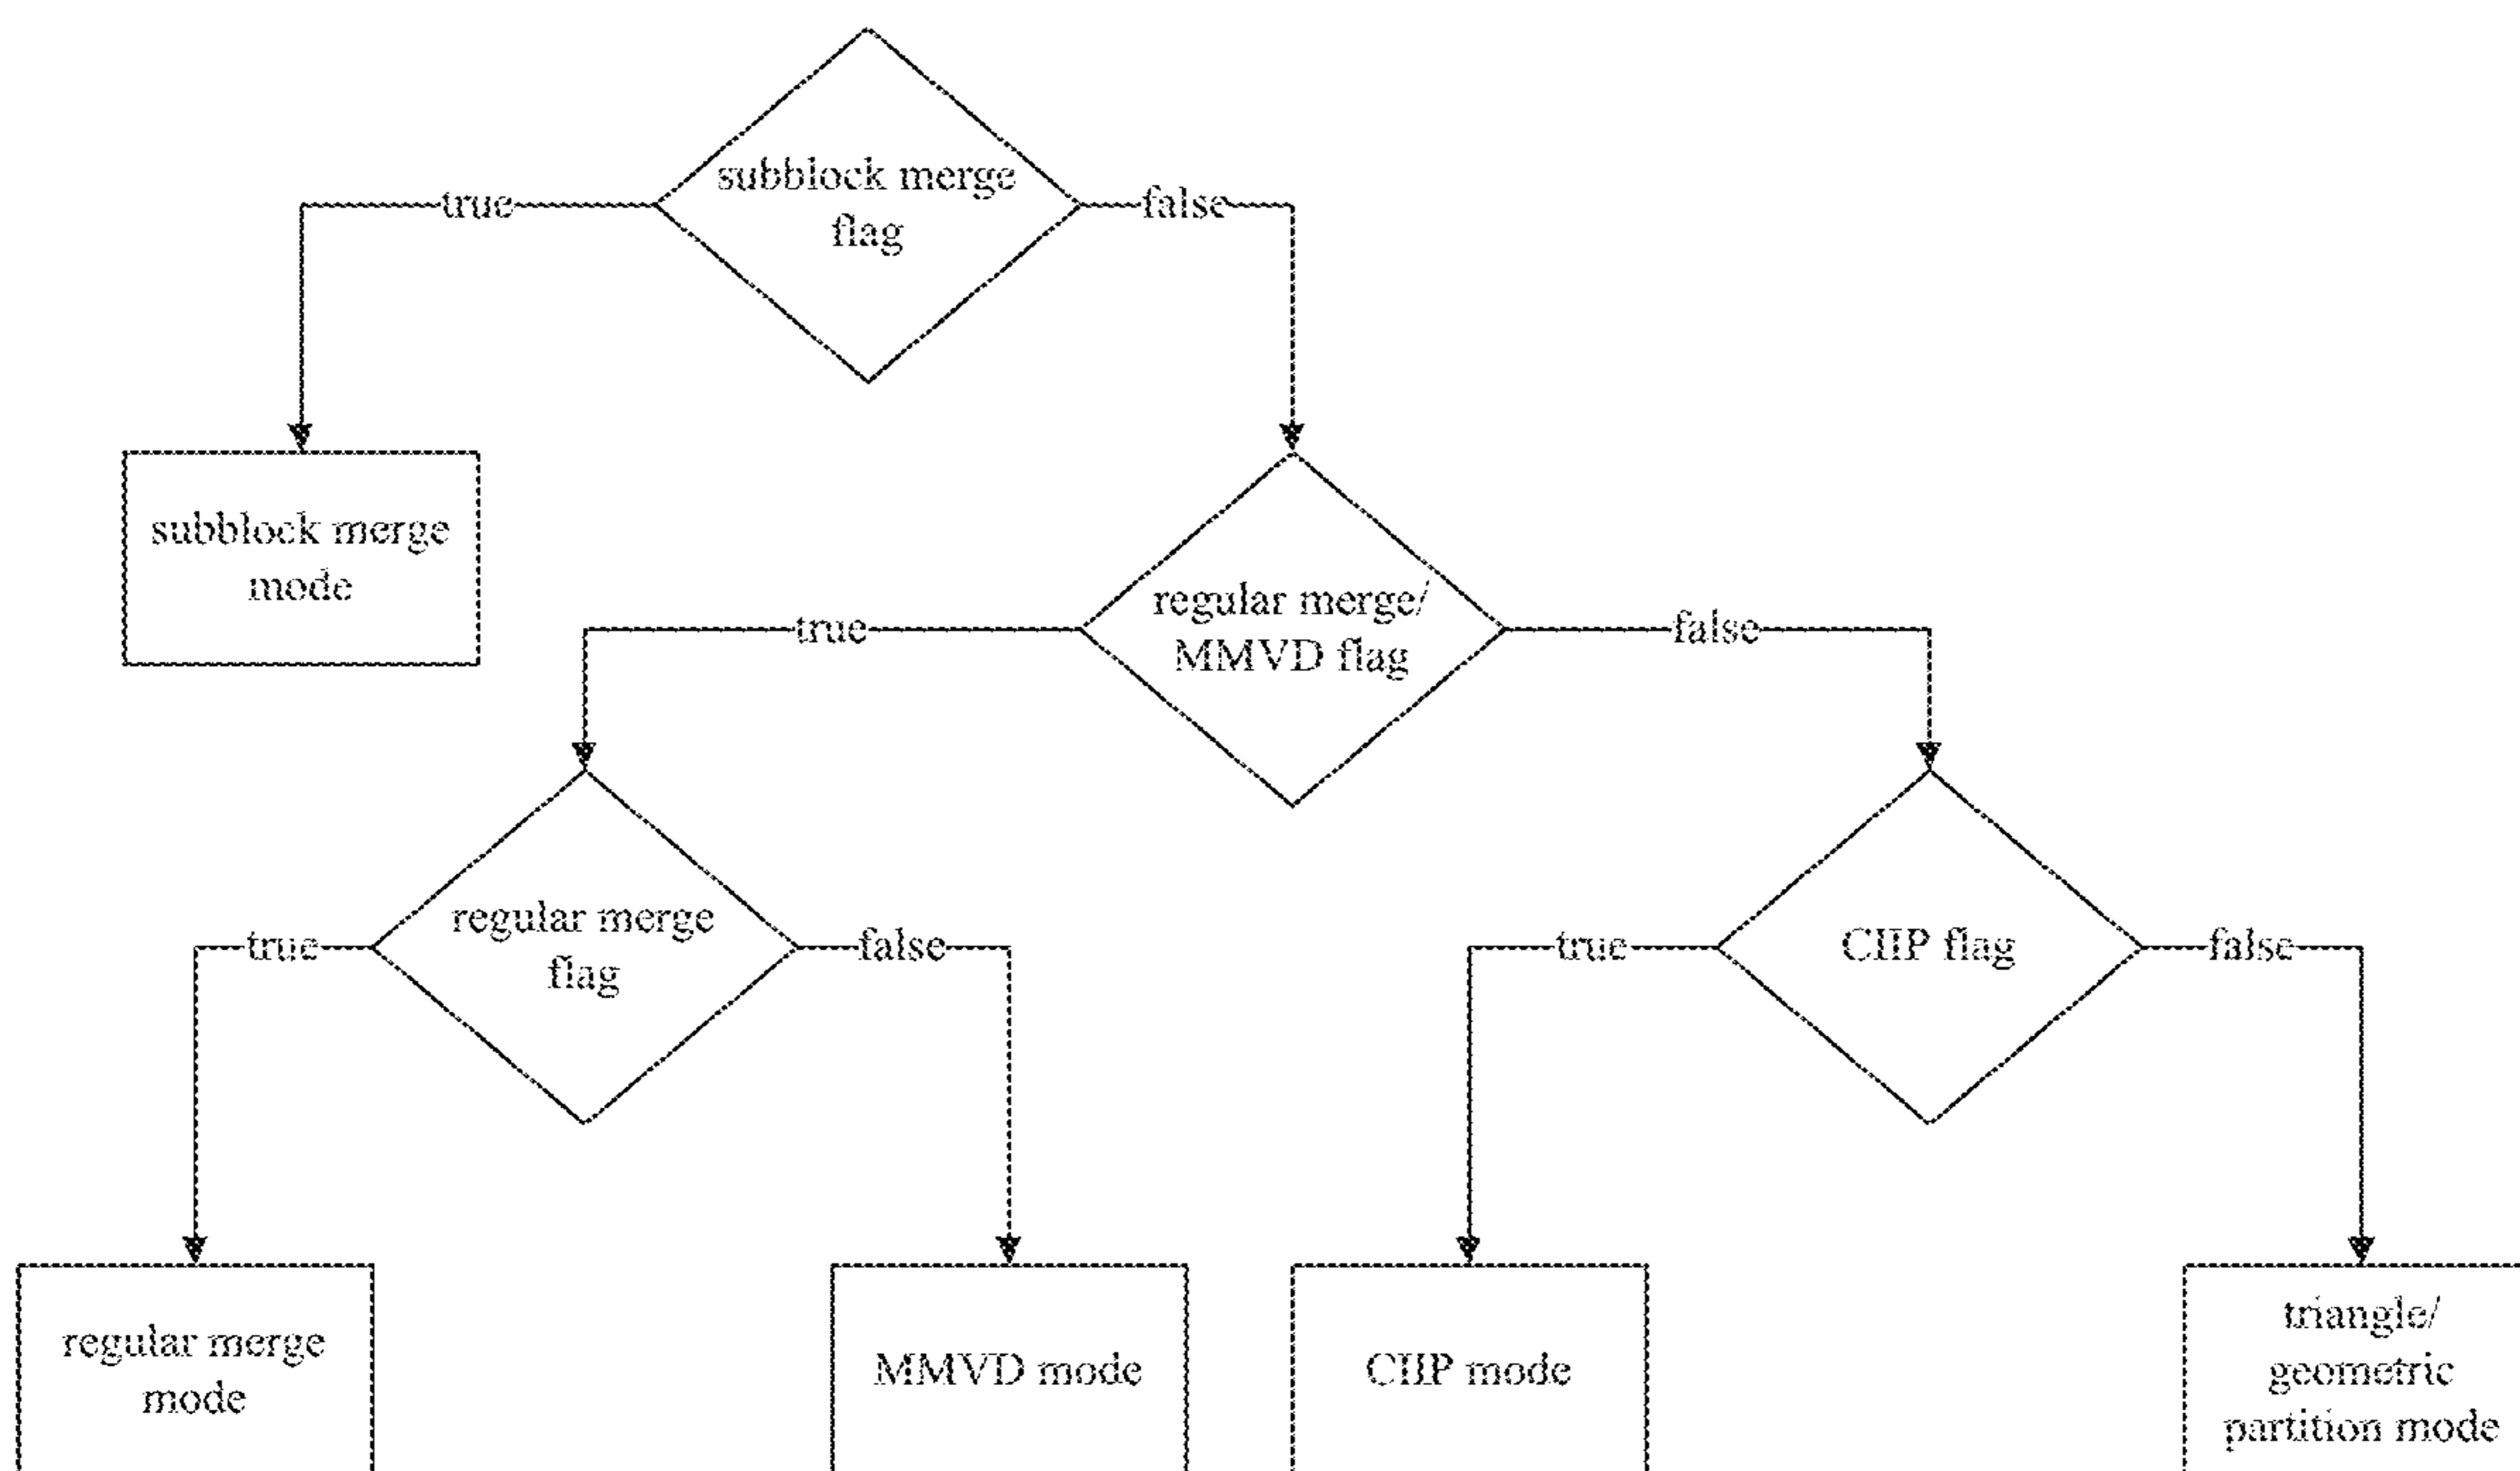 subblock merge
flag
true
false
subblock merge
mode
regular merge/
MMVD flag
true
false
regular merge
flag
true
false
CIIP flag
true
false
regular merge
mode
MMVD mode
CIIP mode
triangle/
geometric
partition mode